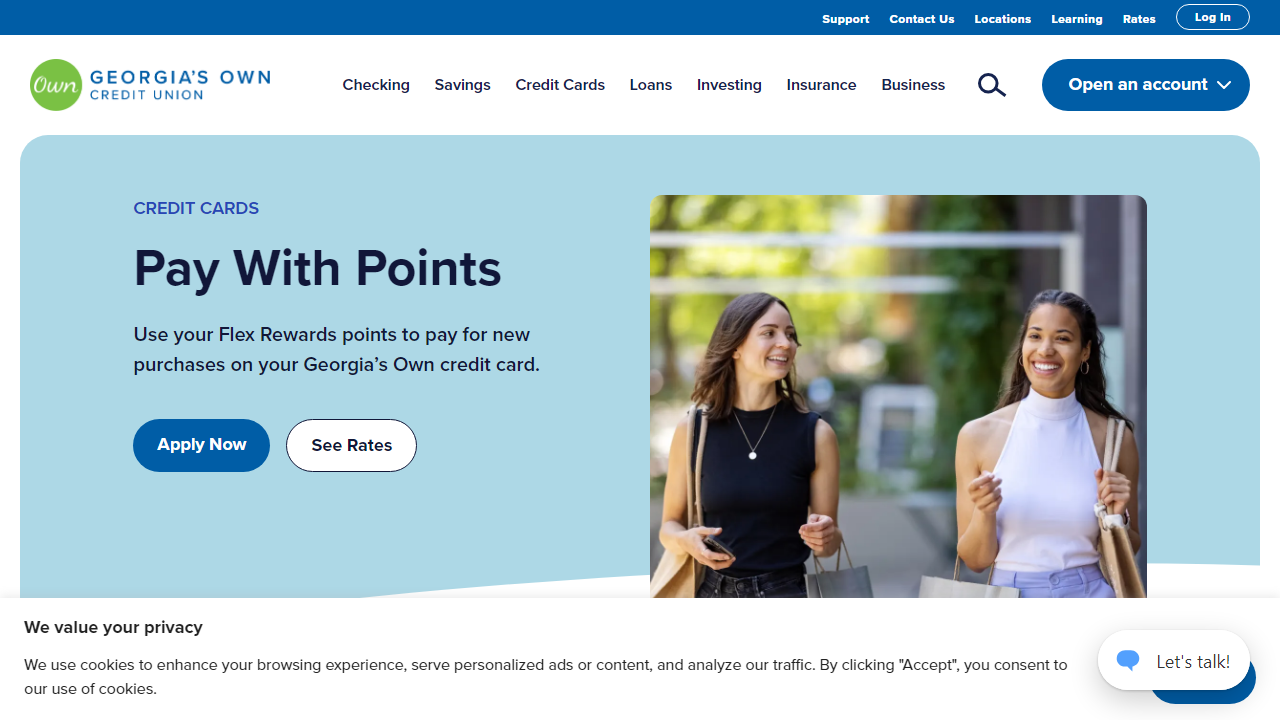 Support Contact Us Locations Learning Rates Log In
Own GEORGIA'S OWN
CREDIT UNION
Checking Savings Credit Cards Loans Investing Insurance Business Open an account
CREDIT CARDS
Pay With Points
Use your Flex Rewards points to pay for new
purchases on your Georgia’s Own credit card.
Apply Now See Rates
We value your privacy
We use cookies to enhance your browsing experience, serve personalized ads or content, and analyze our traffic. By clicking "Accept", you consent to
our use of cookies.
Let's talk!